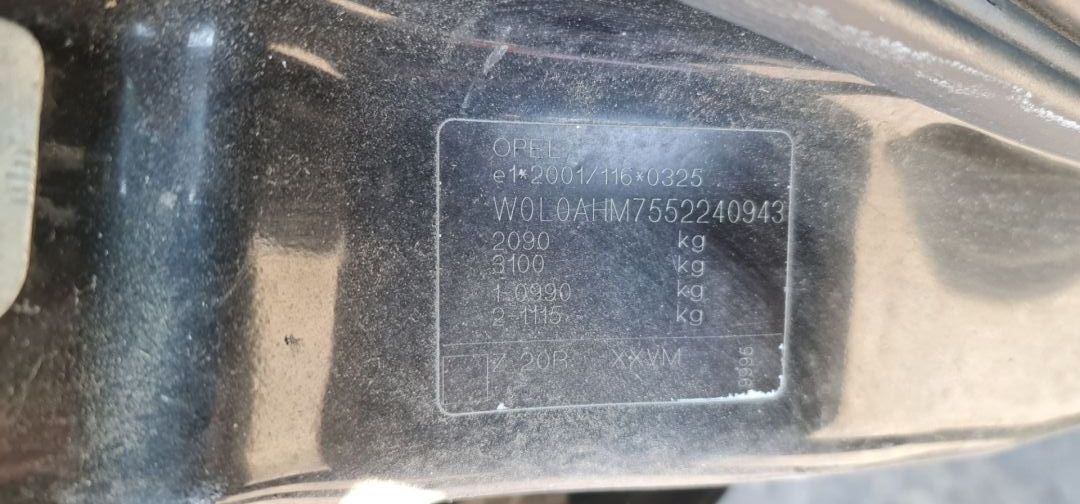 OPEL
e1*2001/116*0325
W0L0AHM7552240943
2090 kg
3100 kg
1-0990 kg
2-1115 kg
Z 20R XXVM